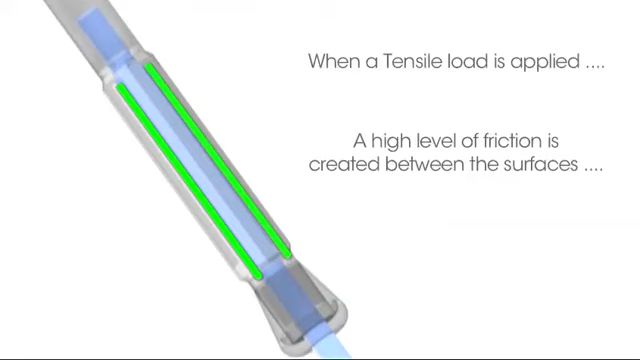 When a Tensile load is applied ....
A high level of friction is
created between the surfaces ....